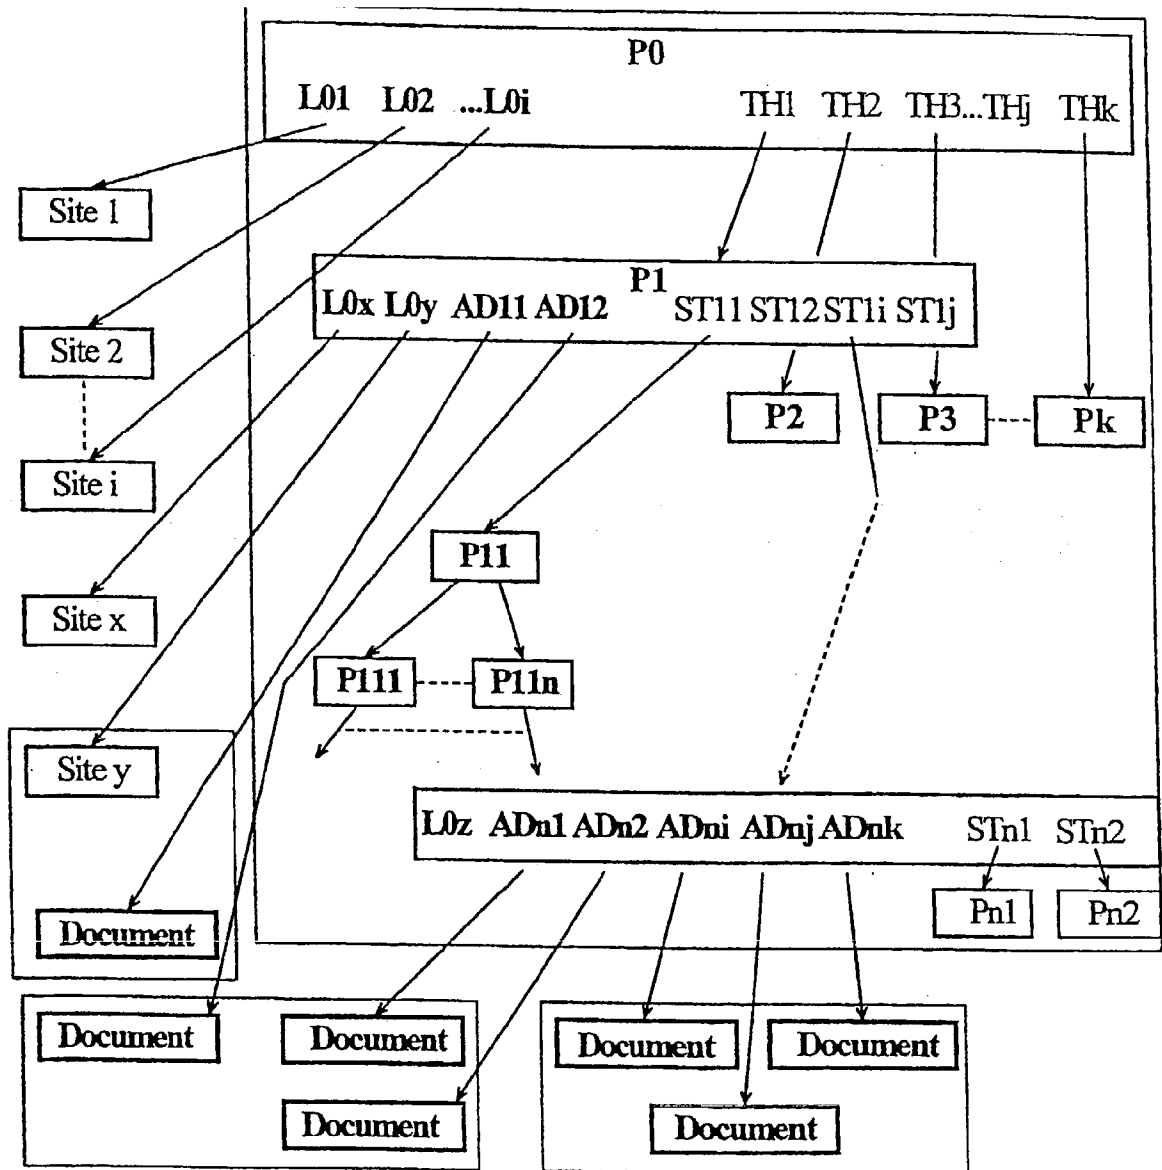 P0
L01 L02 ...L0i TH1 TH2 TH3...THj THk
Site 1
P1
L0x L0y AD11 AD12 ST11 ST12 ST1i ST1j
Site 2
P2 P3 Pk
Site i
P11
Site x
P111 P11n
Site y
L0z ADn1 ADn2 ADni ADnj ADnk STn1 STn2
Pn1 Pn2
Document
Document Document Document Document
Document Document